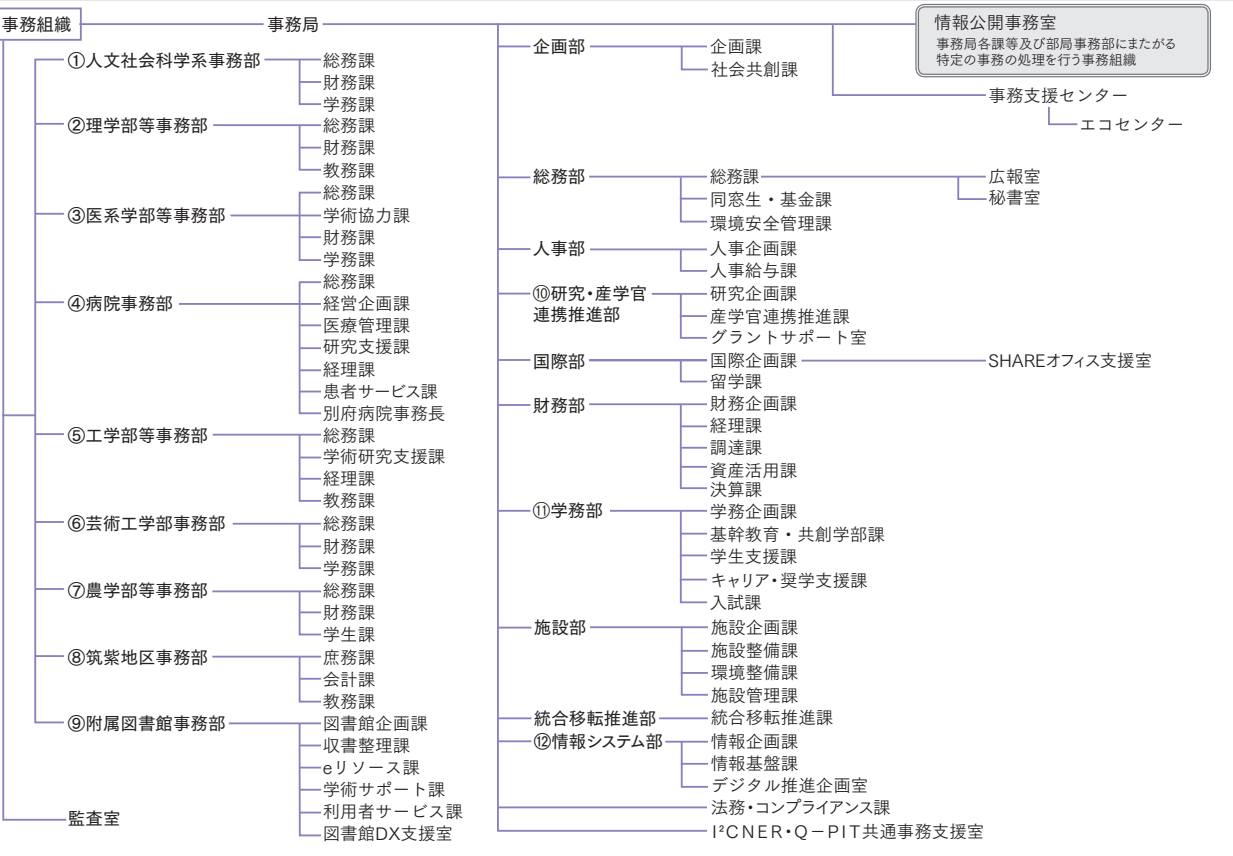 事務組織
事務局
①人文社会科学系事務部
総務課
財務課
学務課
②理学部等事務部
総務課
財務課
教務課
③医系学部等事務部
総務課
学術協力課
財務課
学務課
④病院事務部
総務課
経営企画課
医療管理課
研究支援課
経理課
患者サービス課
別府病院事務長
⑤工学部等事務部
総務課
学術研究支援課
経理課
教務課
⑥芸術工学部事務部
総務課
財務課
学務課
⑦農学部等事務部
総務課
財務課
学生課
⑧筑紫地区事務部
庶務課
会計課
教務課
⑨附属図書館事務部
図書館企画課
収書整理課
eリソース課
学術サポート課
利用者サービス課
図書館DX支援室
監査室
企画部
企画課
社会共創課
情報公開事務室
事務局各課等及び部局事務部にまたがる
特定の事務の処理を行う事務組織
事務支援センター
エコセンター
総務部
総務課
広報室
秘書室
同窓生・基金課
環境安全管理課
人事部
人事企画課
人事給与課
⑩研究・産学官
連携推進部
研究企画課
産学官連携推進課
グラントサポート室
国際部
国際企画課
SHAREオフィス支援室
留学課
財務部
財務企画課
経理課
調達課
資産活用課
決算課
⑪学務部
学務企画課
基幹教育・共創学部課
学生支援課
キャリア・奨学支援課
入試課
施設部
施設企画課
施設整備課
環境整備課
施設管理課
統合移転推進部
統合移転推進課
⑫情報システム部
情報企画課
情報基盤課
デジタル推進企画室
法務・コンプライアンス課
I²CNER・Q－PIT共通事務支援室